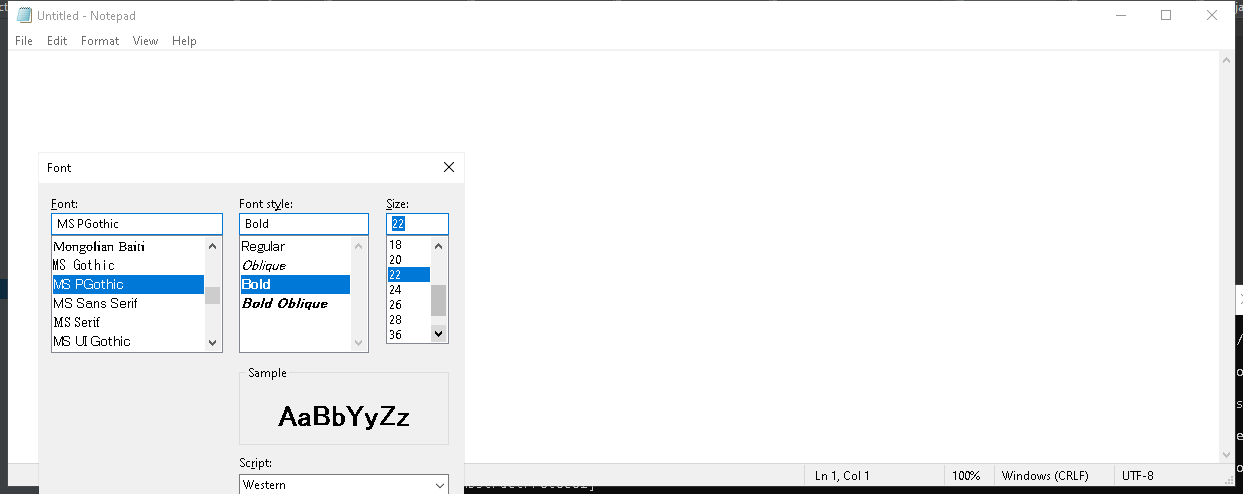 Untitled - Notepad
File Edit Format View Help
Font
Font: Font style: Size:
MS PGothic Bold 22
Mongolian Baiti
MS Gothic
MS PGothic
MS Sans Serif
MS Serif
MS UI Gothic
Regular
Oblique
Bold
Bold Oblique
18
20
22
24
26
28
36
Sample
AaBbYyZz
Script:
Western
Ln 1, Col 1 100% Windows (CRLF) UTF-8